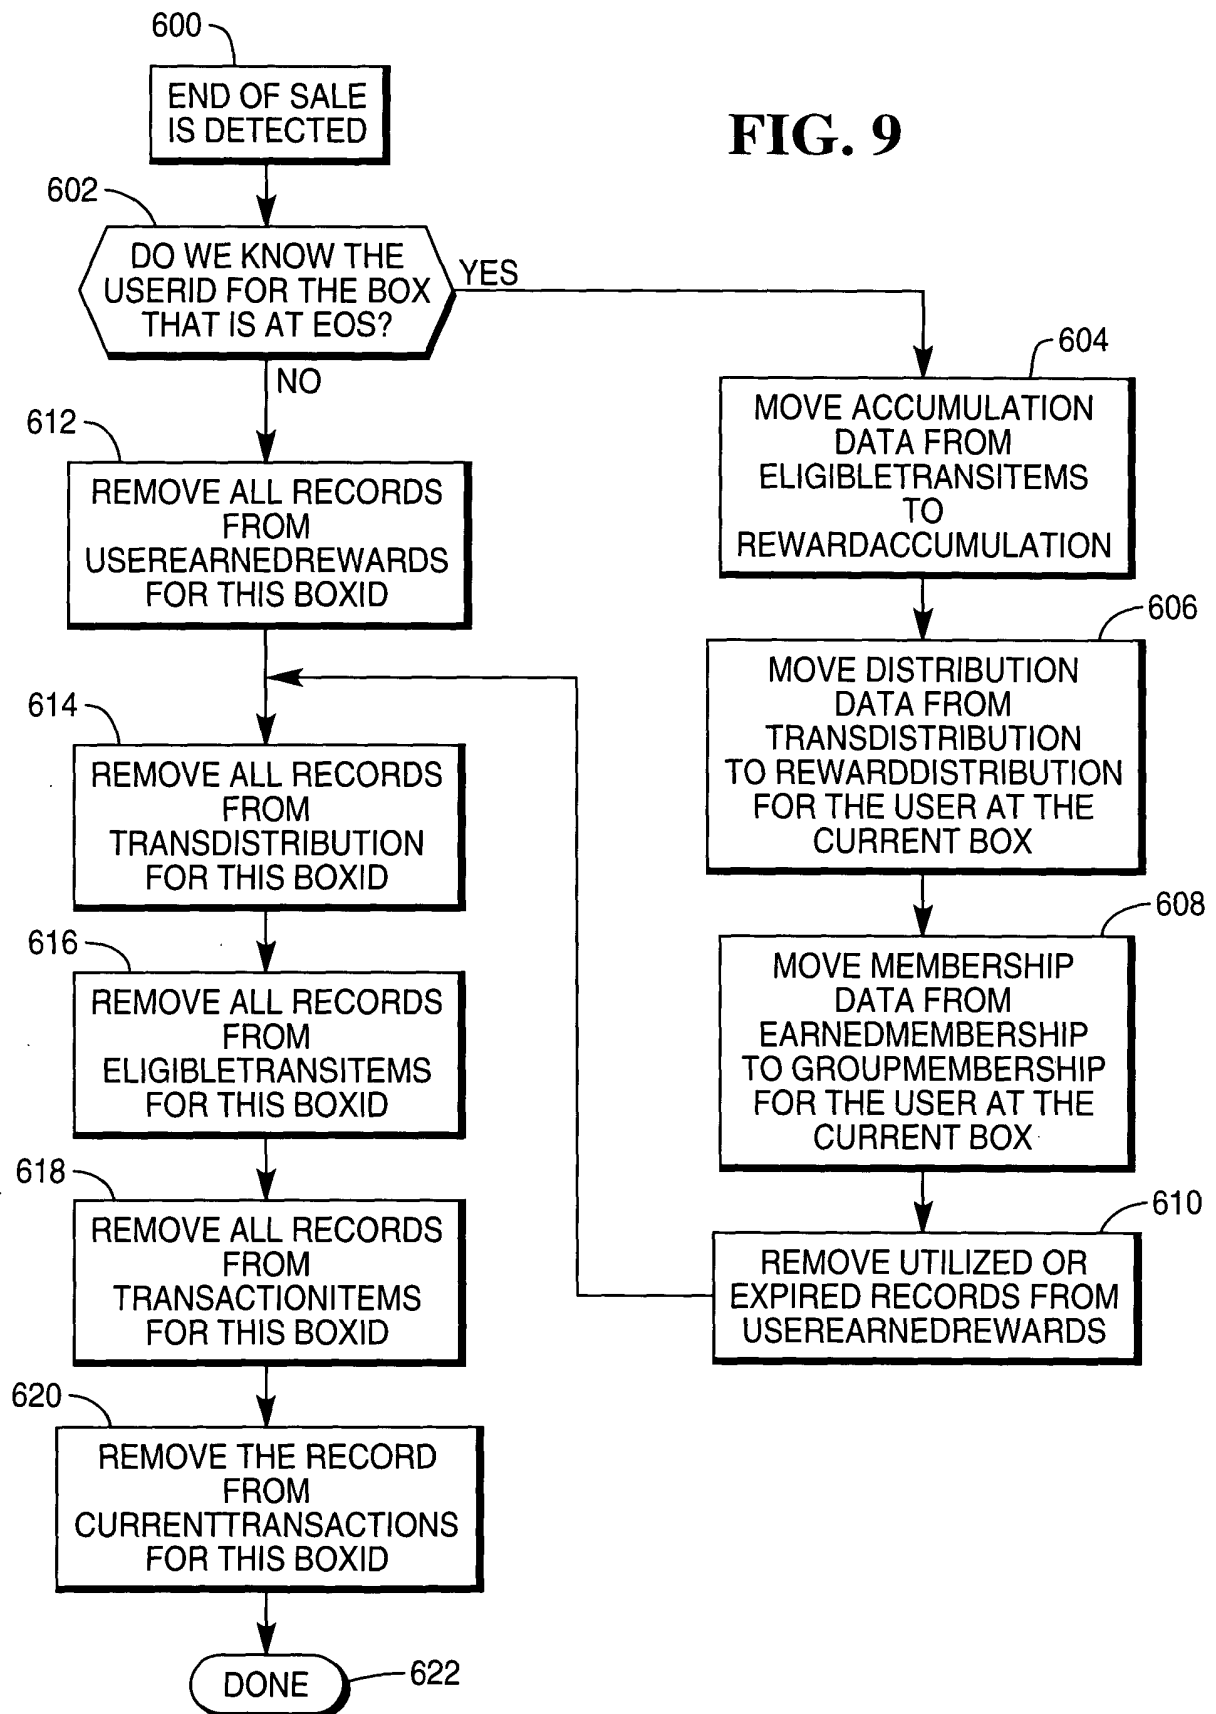 600
END OF SALE
IS DETECTED
FIG. 9
602
DO WE KNOW THE
USERID FOR THE BOX
THAT IS AT EOS?
YES
NO
604
MOVE ACCUMULATION
DATA FROM
ELIGIBLETRANSITEMS
TO
REWARDACCUMULATION
606
MOVE DISTRIBUTION
DATA FROM
TRANSDISTRIBUTION
TO REWARDDISTRIBUTION
FOR THE USER AT THE
CURRENT BOX
608
MOVE MEMBERSHIP
DATA FROM
EARNEDMEMBERSHIP
TO GROUPMEMBERSHIP
FOR THE USER AT THE
CURRENT BOX
610
REMOVE UTILIZED OR
EXPIRED RECORDS FROM
USEREARNEDREWARDS
612
REMOVE ALL RECORDS
FROM
USEREARNEDREWARDS
FOR THIS BOXID
614
REMOVE ALL RECORDS
FROM
TRANSDISTRIBUTION
FOR THIS BOXID
616
REMOVE ALL RECORDS
FROM
ELIGIBLETRANSITEMS
FOR THIS BOXID
618
REMOVE ALL RECORDS
FROM
TRANSACTIONITEMS
FOR THIS BOXID
620
REMOVE THE RECORD
FROM
CURRENTTRANSACTIONS
FOR THIS BOXID
DONE
622